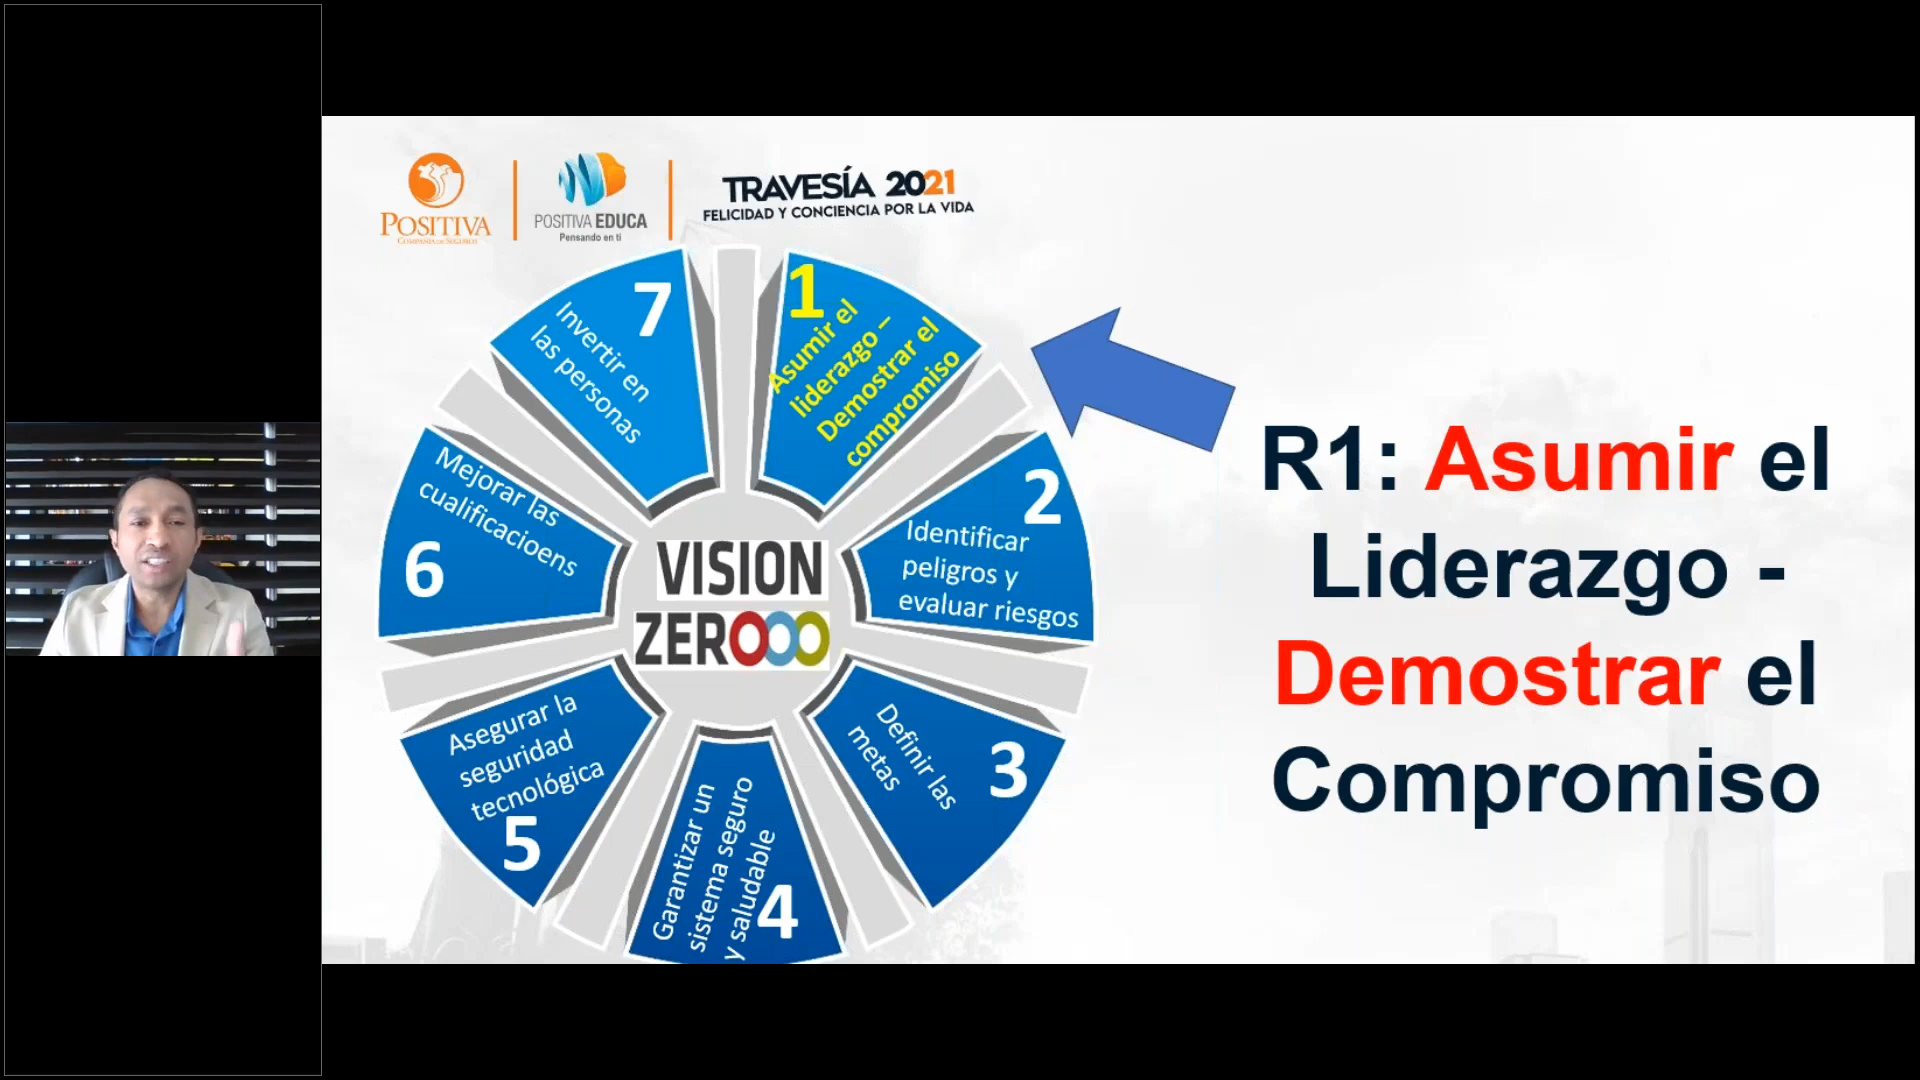 POSITIVA
COMPAÑÍA DE SEGUROS
POSITIVA EDUCA
Pensando en ti
TRAVESÍA 2021
FELICIDAD Y CONCIENCIA POR LA VIDA
1
Asumir el
liderazgo –
Demostrar el
compromiso
2
Identificar
peligros y
evaluar riesgos
3
Definir las
metas
4
Garantizar un
sistema seguro
y saludable
5
Asegurar la
seguridad
tecnológica
6
Mejorar las
cualificacioens
7
Invertir en
las personas
VISION
ZEROOO
R1: Asumir el
Liderazgo -
Demostrar el
Compromiso